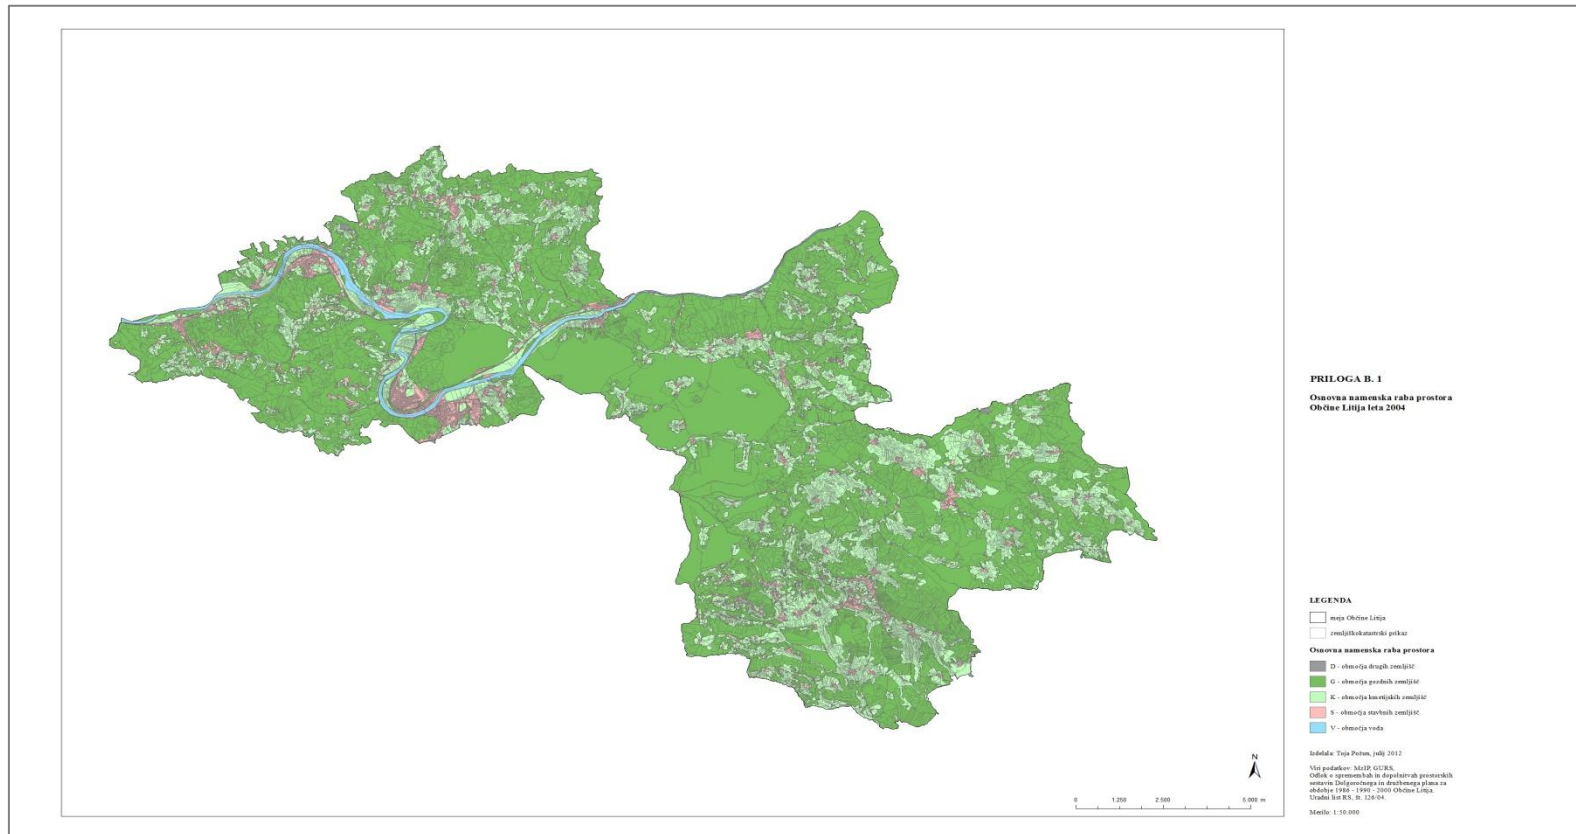 PRILOGA B. 1
Osnovna namenska raba prostora
Občine Litija leta 2004
LEGENDA
meja Občine Litija
zemljiškokatastrski prikaz
Osnovna namenska raba prostora
D - območja drugih zemljišč
G - območja gozdnih zemljišč
K - območja kmetijskih zemljišč
S - območja stavbnih zemljišč
V - območja voda
Izdelala: Teja Požun, julij 2012
Viri podatkov: MzIP, GURS,
Odlok o spremembah in dopolnitvah prostorskih
sestavin Dolgoročnega in družbenega plana za
obdobje 1986 - 1990 - 2000 Občine Litija.
Uradni list RS, št. 126/04.
Merilo: 1:50.000
N
0 1.250 2.500 5.000 m